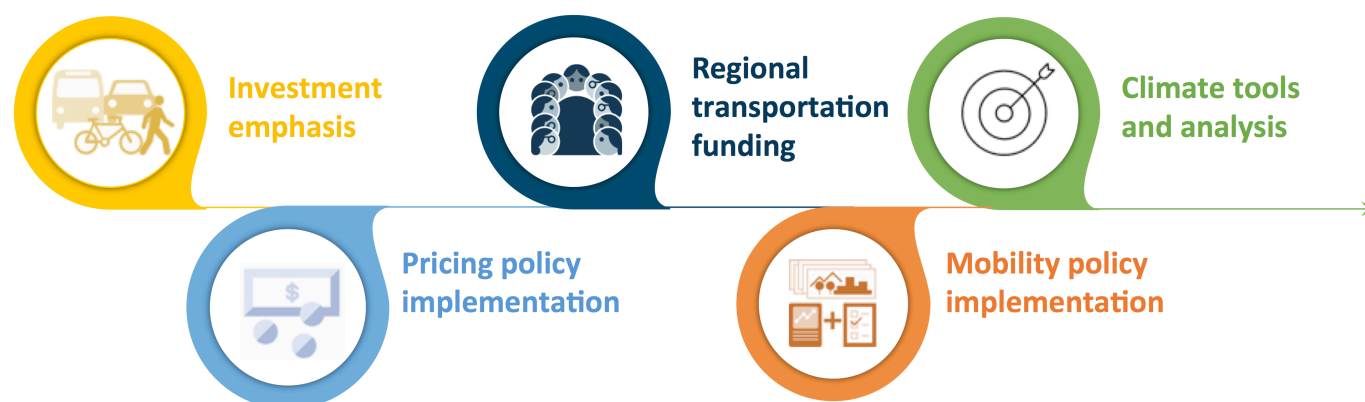 Investment
emphasis
Pricing policy
implementation
Regional
transportation
funding
Mobility policy
implementation
Climate tools
and analysis
$